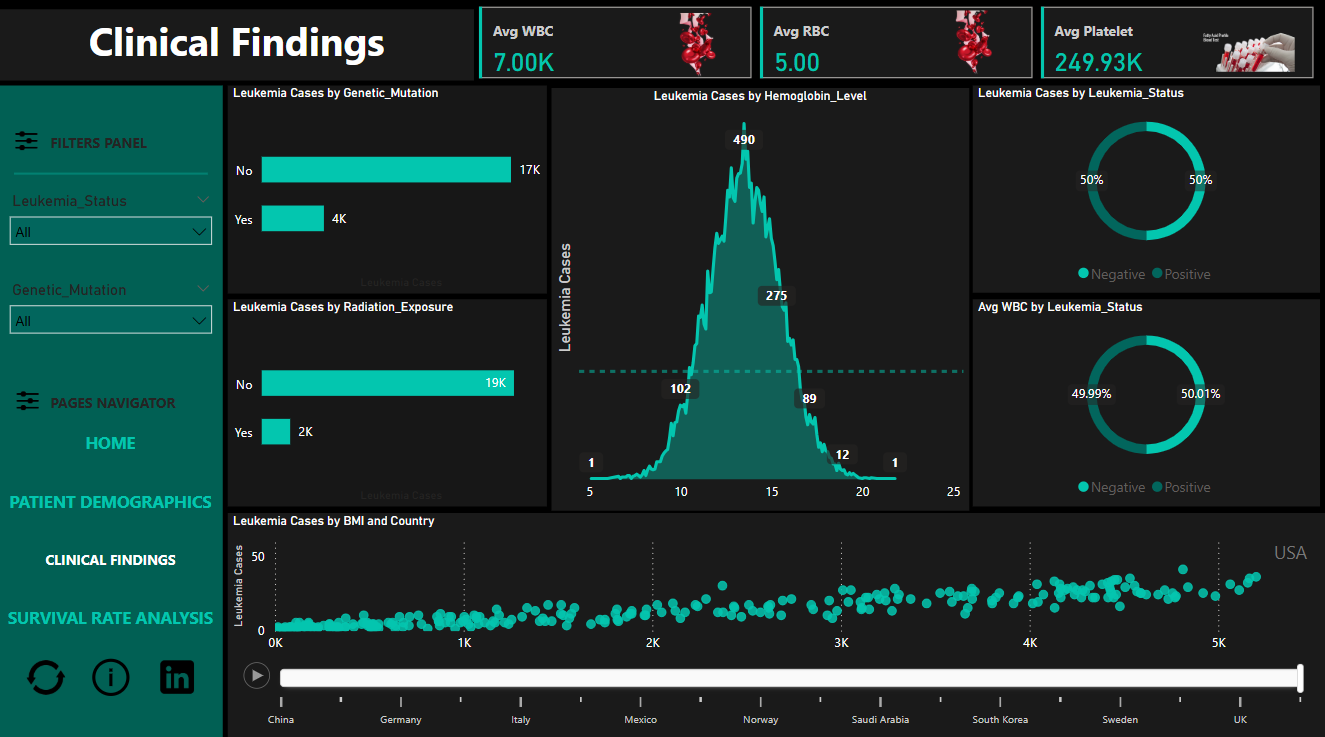 Clinical Findings
Avg WBC
7.00K
Avg RBC
5.00
Avg Platelet
249.93K
FILTERS PANEL
Leukemia_Status
All
Genetic_Mutation
All
PAGES NAVIGATOR
HOME
PATIENT DEMOGRAPHICS
CLINICAL FINDINGS
SURVIVAL RATE ANALYSIS
i
in
Leukemia Cases by Genetic_Mutation
No
17K
Yes
4K
Leukemia Cases
Leukemia Cases by Radiation_Exposure
No
19K
Yes
2K
Leukemia Cases
Leukemia Cases by Hemoglobin_Level
Leukemia Cases
490
275
102
89
12
1
1
5 10 15 20 25
Leukemia Cases by Leukemia_Status
50% 50%
Negative Positive
Avg WBC by Leukemia_Status
49.99% 50.01%
Negative Positive
Leukemia Cases by BMI and Country
Leukemia Cases
50
0
0K 1K 2K 3K 4K 5K
USA
China Germany Italy Mexico Norway Saudi Arabia South Korea Sweden UK